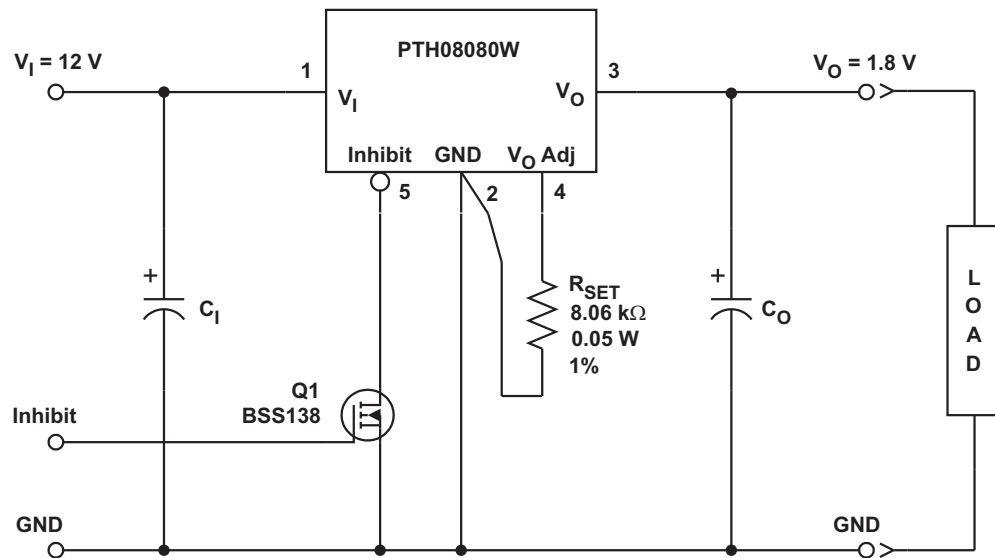 PTH08080W
V_I = 12 V
1
V_I
V_O
3
V_O = 1.8 V
Inhibit
GND
V_O Adj
5
2
4
+
C_I
R_SET
8.06 kΩ
0.05 W
1%
+
C_O
L
O
A
D
Q1
BSS138
Inhibit
GND
GND